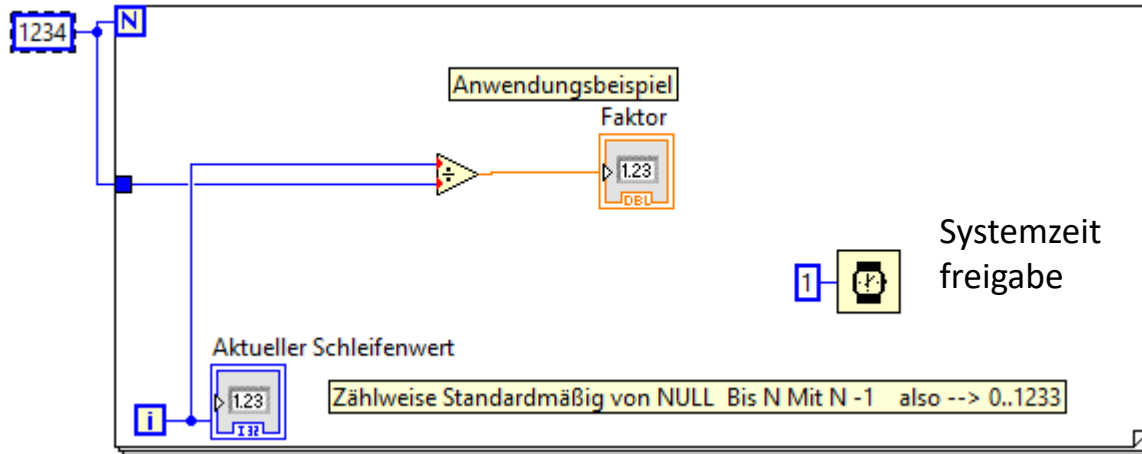 1234
N
Anwendungsbeispiel
Faktor
÷
1.23
DBL
Systemzeit
freigabe
1
Aktueller Schleifenwert
1.23
I32
i
Zählweise Standardmäßig von NULL Bis N Mit N -1 also --> 0..1233